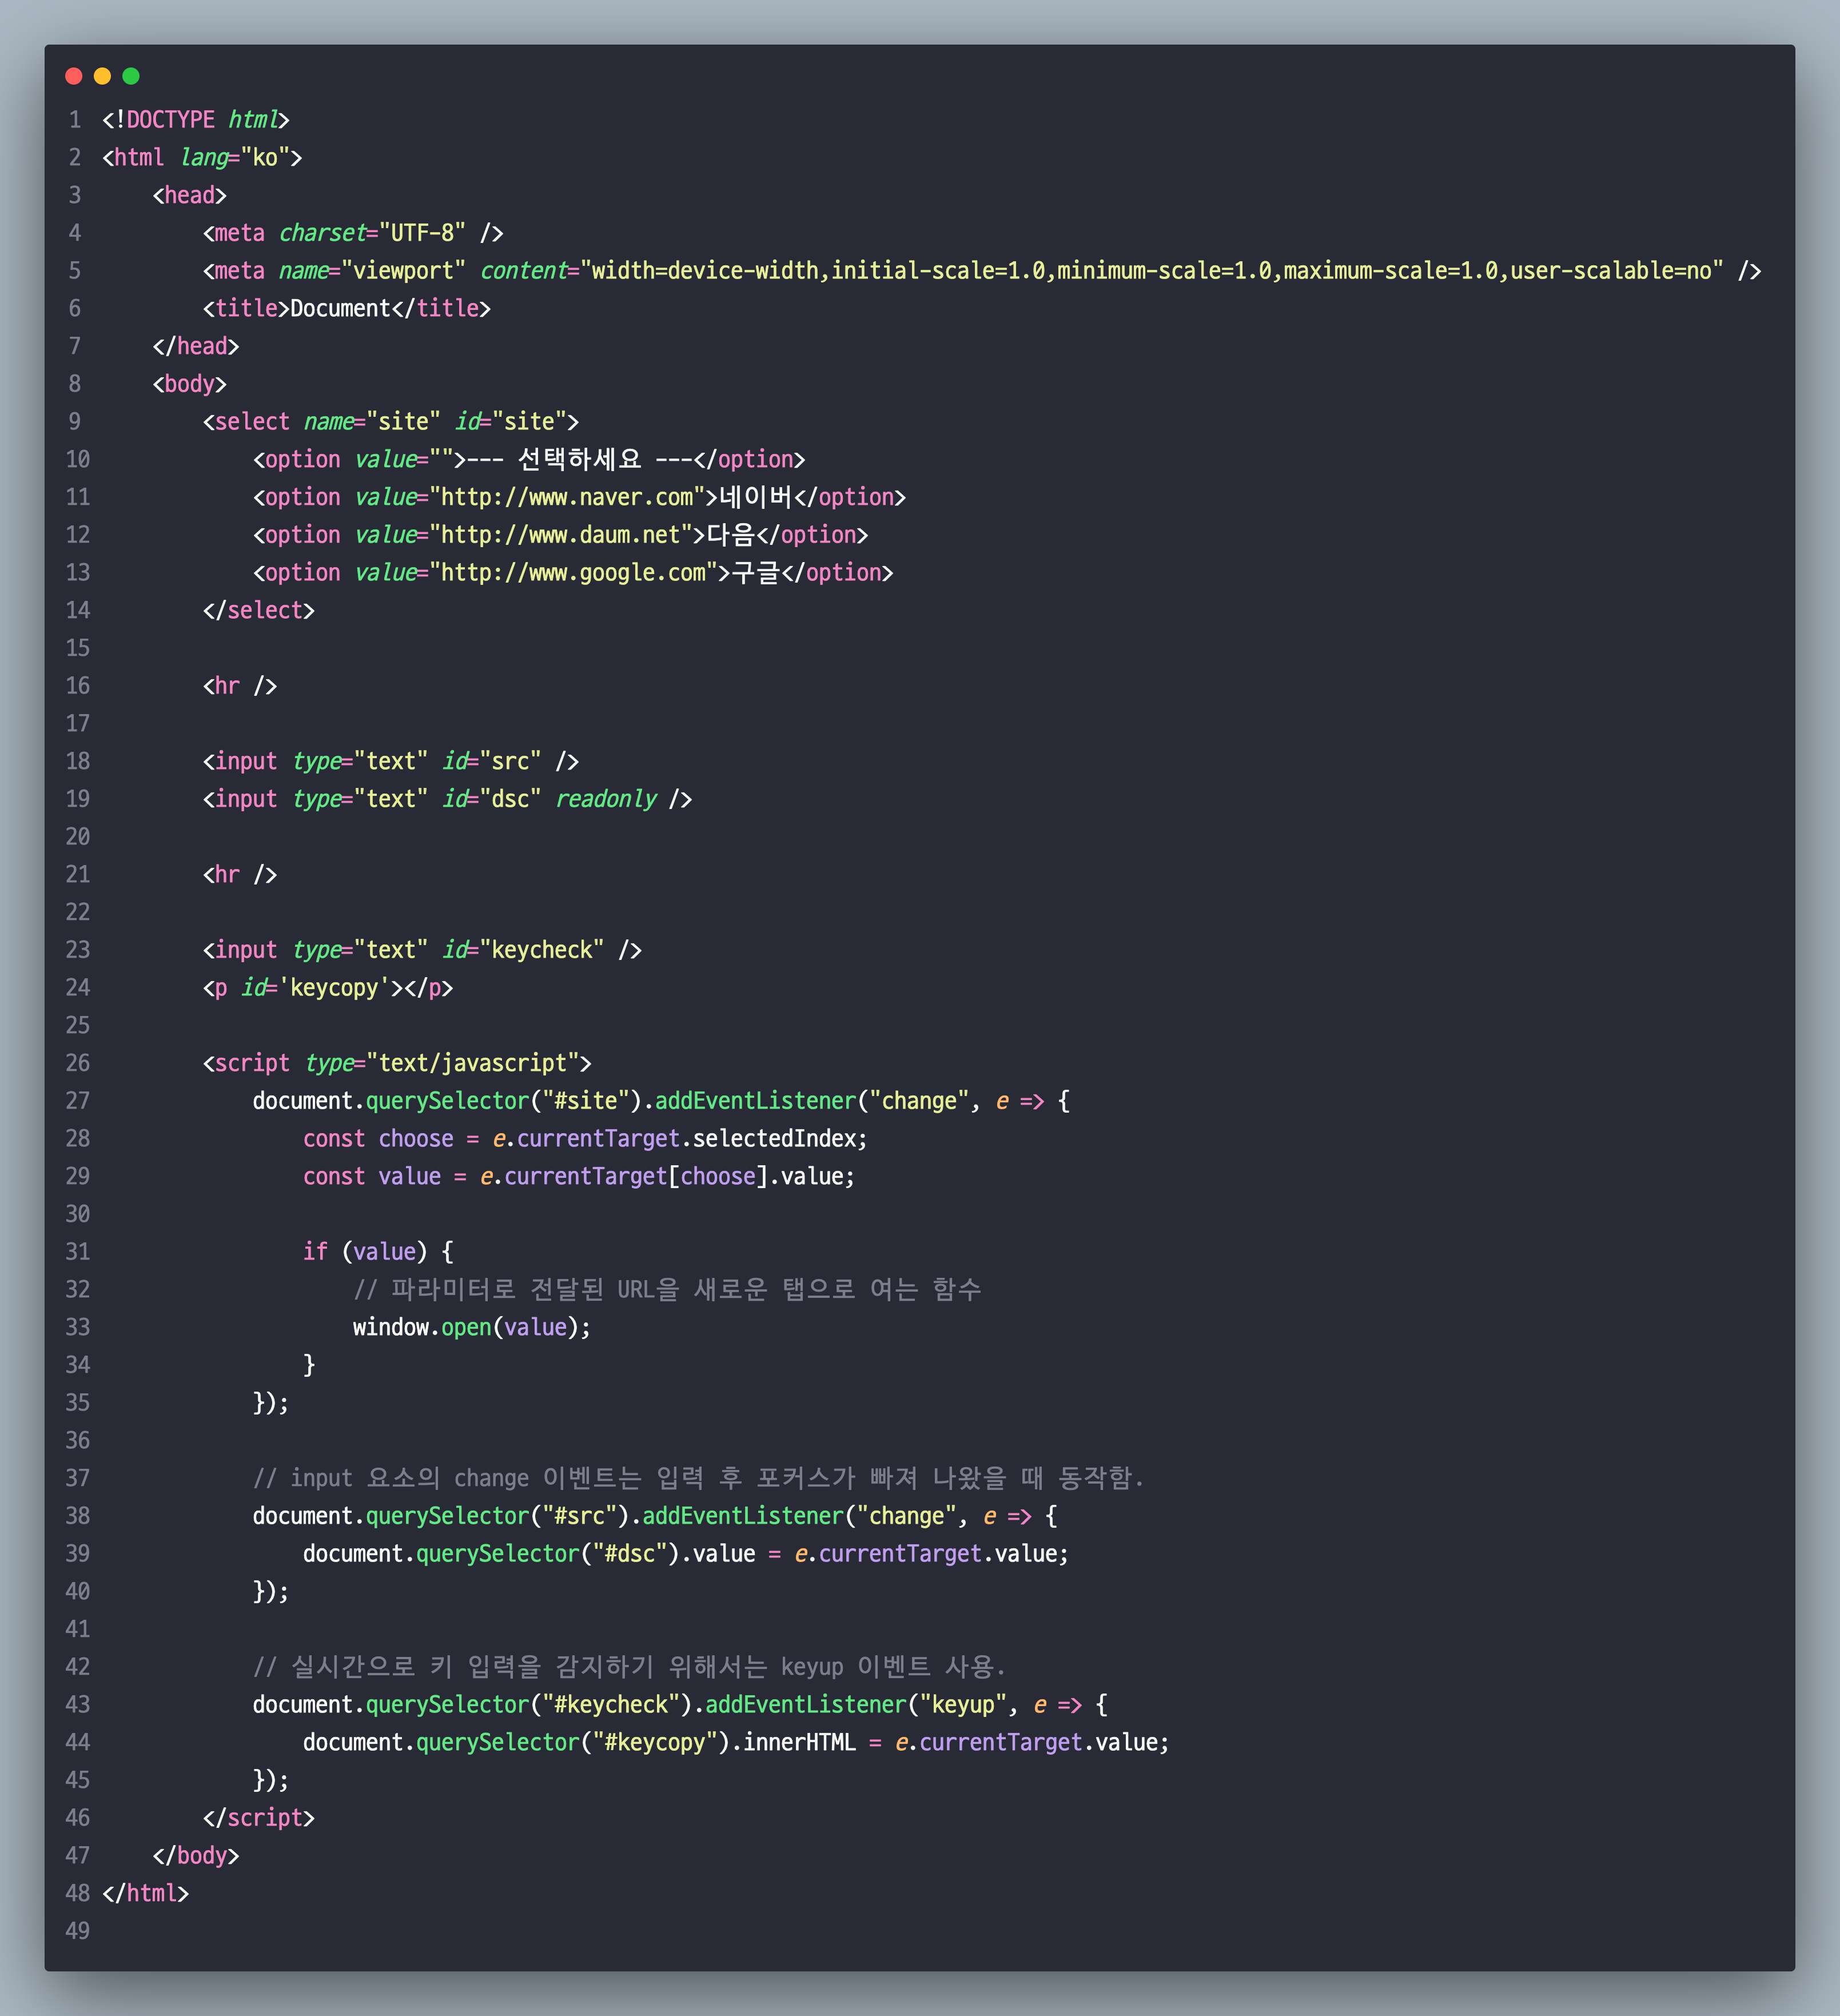 1 <!DOCTYPE html>
2 <html lang="ko">
3     <head>
4         <meta charset="UTF-8" />
5         <meta name="viewport" content="width=device-width,initial-scale=1.0,minimum-scale=1.0,maximum-scale=1.0,user-scalable=no" />
6         <title>Document</title>
7     </head>
8     <body>
9         <select name="site" id="site">
10             <option value="">--- 선택하세요 ---</option>
11             <option value="http://www.naver.com">네이버</option>
12             <option value="http://www.daum.net">다음</option>
13             <option value="http://www.google.com">구글</option>
14         </select>
15
16         <hr />
17
18         <input type="text" id="src" />
19         <input type="text" id="dsc" readonly />
20
21         <hr />
22
23         <input type="text" id="keycheck" />
24         <p id='keycopy'></p>
25
26         <script type="text/javascript">
27             document.querySelector("#site").addEventListener("change", e => {
28                 const choose = e.currentTarget.selectedIndex;
29                 const value = e.currentTarget[choose].value;
30
31                 if (value) {
32                     // 파라미터로 전달된 URL을 새로운 탭으로 여는 함수
33                     window.open(value);
34                 }
35             });
36
37             // input 요소의 change 이벤트는 입력 후 포커스가 빠져 나왔을 때 동작함.
38             document.querySelector("#src").addEventListener("change", e => {
39                 document.querySelector("#dsc").value = e.currentTarget.value;
40             });
41
42             // 실시간으로 키 입력을 감지하기 위해서는 keyup 이벤트 사용.
43             document.querySelector("#keycheck").addEventListener("keyup", e => {
44                 document.querySelector("#keycopy").innerHTML = e.currentTarget.value;
45             });
46         </script>
47     </body>
48 </html>
49